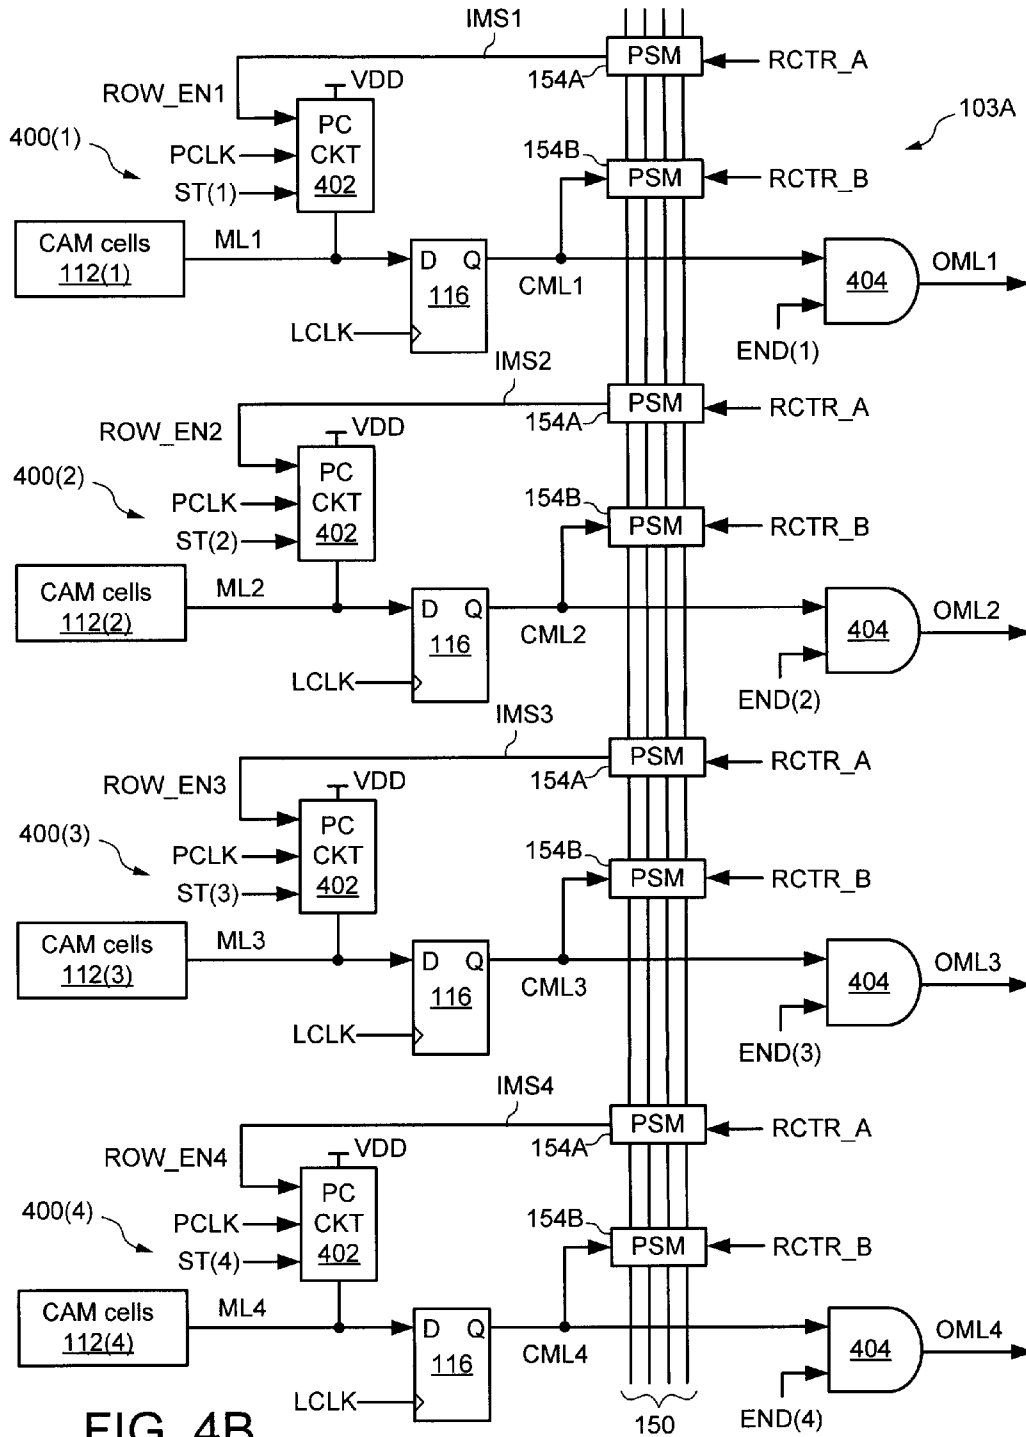 IMS1
PSM
RCTR_A
154A
VDD
ROW_EN1
PC
CKT
402
400(1)
PCLK
ST(1)
103A
154B
PSM
RCTR_B
CAM cells
112(1)
ML1
D Q
116
CML1
LCLK
404
OML1
END(1)
IMS2
PSM
RCTR_A
154A
VDD
ROW_EN2
PC
CKT
402
400(2)
PCLK
ST(2)
154B
PSM
RCTR_B
CAM cells
112(2)
ML2
D Q
116
CML2
LCLK
404
OML2
END(2)
IMS3
PSM
RCTR_A
154A
VDD
ROW_EN3
PC
CKT
402
400(3)
PCLK
ST(3)
154B
PSM
RCTR_B
CAM cells
112(3)
ML3
D Q
116
CML3
LCLK
404
OML3
END(3)
IMS4
PSM
RCTR_A
154A
VDD
ROW_EN4
PC
CKT
402
400(4)
PCLK
ST(4)
154B
PSM
RCTR_B
CAM cells
112(4)
ML4
D Q
116
CML4
LCLK
404
OML4
END(4)
150
FIG. 4B